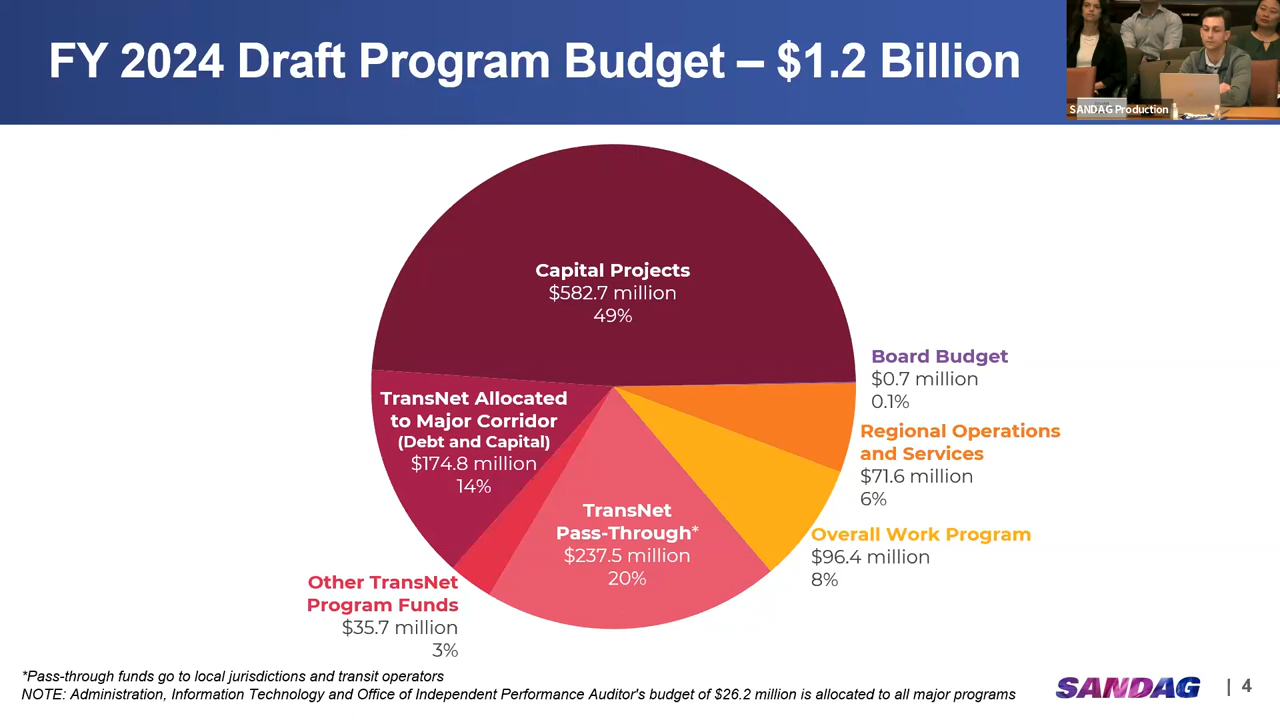 FY 2024 Draft Program Budget – $1.2 Billion
SANDAG Production
Capital Projects
$582.7 million
49%
Board Budget
$0.7 million
0.1%
TransNet Allocated
to Major Corridor
(Debt and Capital)
$174.8 million
14%
Regional Operations
and Services
$71.6 million
6%
TransNet
Pass-Through*
$237.5 million
20%
Overall Work Program
$96.4 million
8%
Other TransNet
Program Funds
$35.7 million
3%
*Pass-through funds go to local jurisdictions and transit operators
NOTE: Administration, Information Technology and Office of Independent Performance Auditor's budget of $26.2 million is allocated to all major programs
SANDAG
| 4